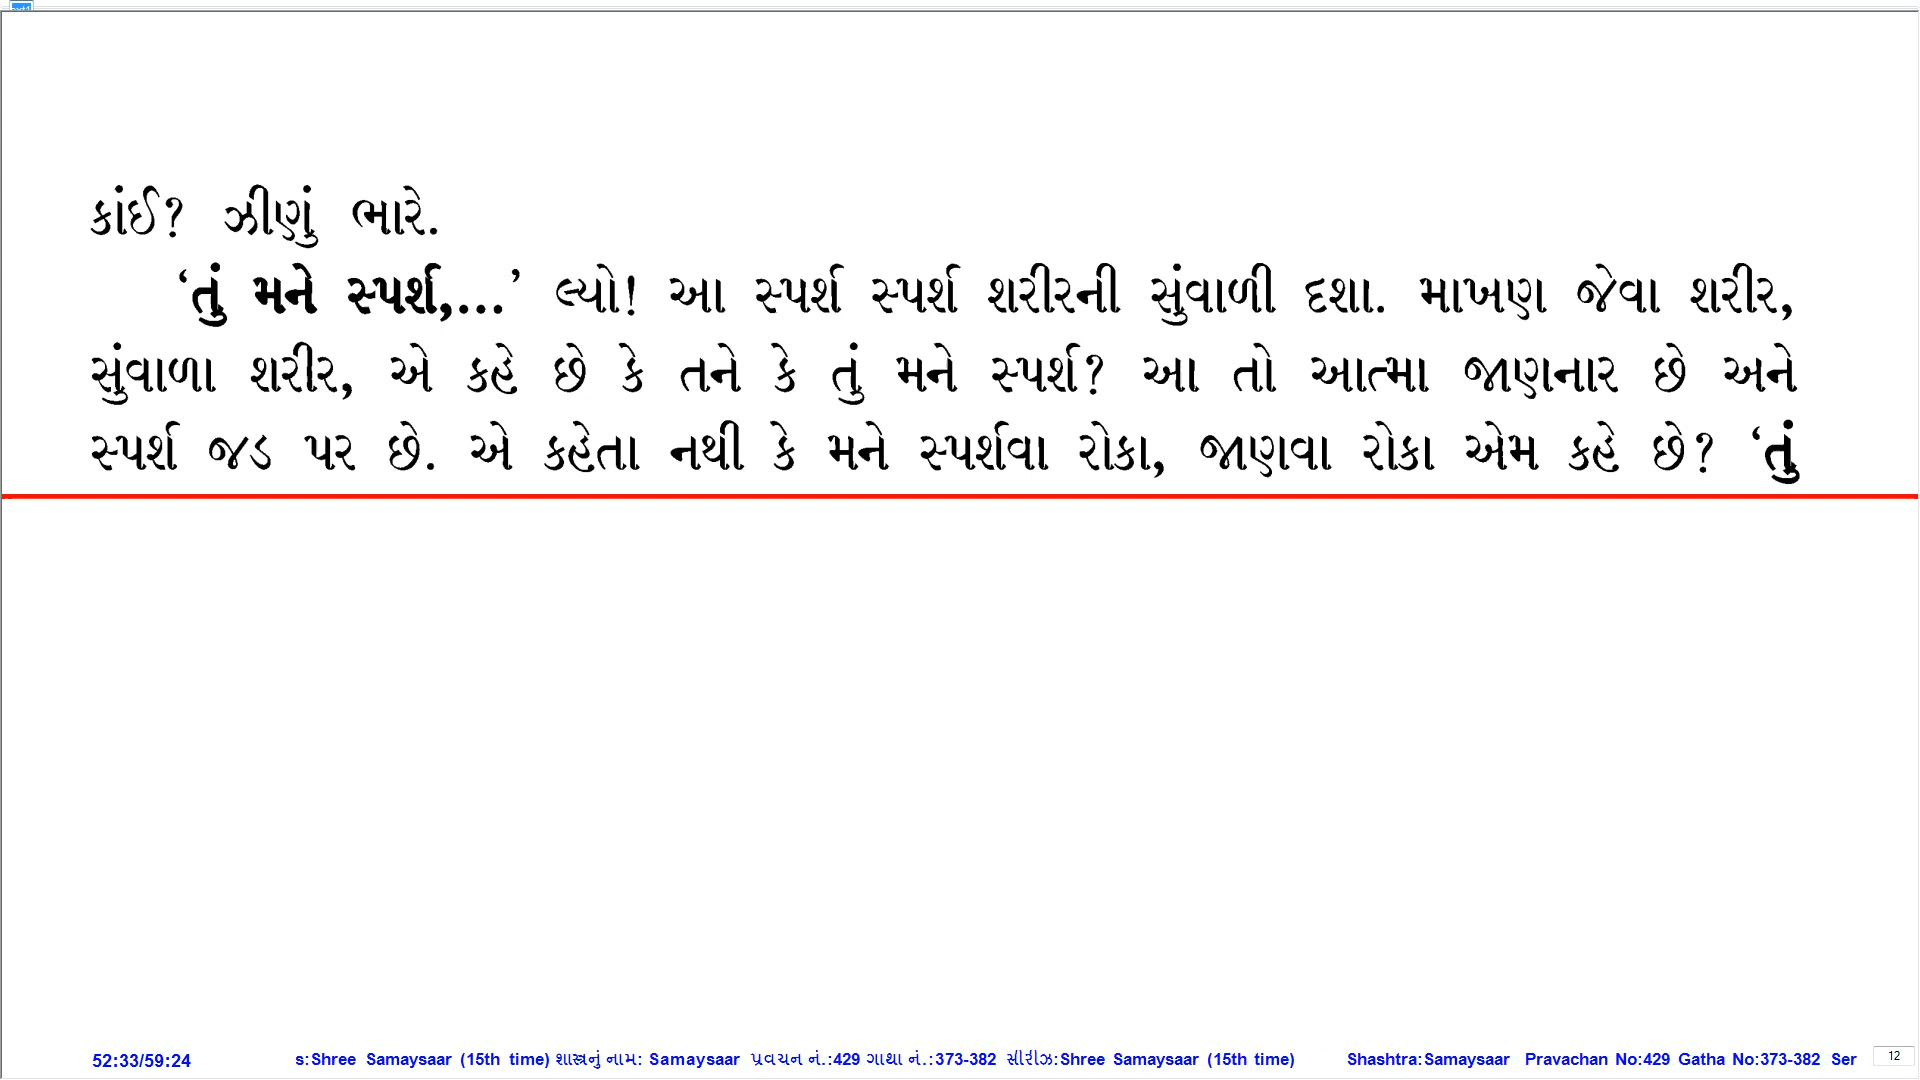 કાંઈ? ઝીણું ભારે.
‘તું મને સ્પર્શ,...’ લ્યો! આ સ્પર્શ સ્પર્શ શરીરની સુંવાળી દશા. માખણ જેવા શરીર,
સુંવાળા શરીર, એ કહે છે કે તને કે તું મને સ્પર્શ? આ તો આત્મા જાણનાર છે અને
સ્પર્શ જડ પર છે. એ કહેતા નથી કે મને સ્પર્શવા રોકા, જાણવા રોકા એમ કહે છે? ‘તું
52:33/59:24 s:Shree Samaysaar (15th time) શાસ્ત્રનું નામ: Samaysaar પ્રવચન નં.:429 ગાથા નં.:373-382 સીરીઝ:Shree Samaysaar (15th time) Shashtra:Samaysaar Pravachan No:429 Gatha No:373-382 Ser 12